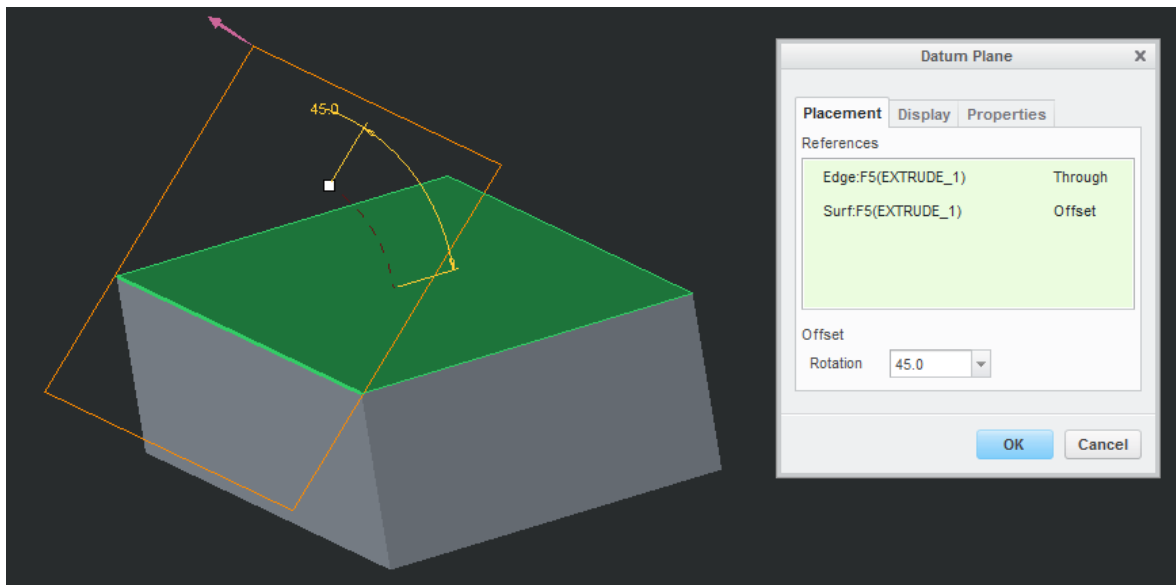 Datum Plane
Placement Display Properties
References
Edge:F5(EXTRUDE_1) Through
Surf:F5(EXTRUDE_1) Offset
Offset
Rotation 45.0
OK Cancel
45.0